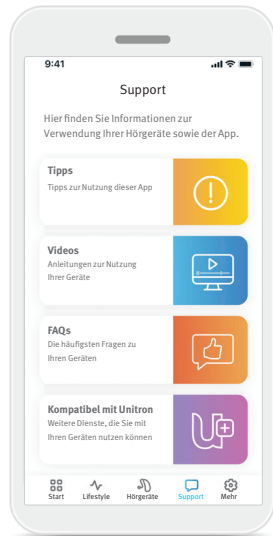 9:41
Support
Hier finden Sie Informationen zur
Verwendung Ihrer Hörgeräte sowie der App.
Tipps
Tipps zur Nutzung dieser App
Videos
Anleitungen zur Nutzung
Ihrer Geräte
FAQs
Die häufigsten Fragen zu
Ihren Geräten
Kompatibel mit Unitron
Weitere Dienste, die Sie mit
Ihren Geräten nutzen können
Start Lifestyle Hörgeräte Support Mehr